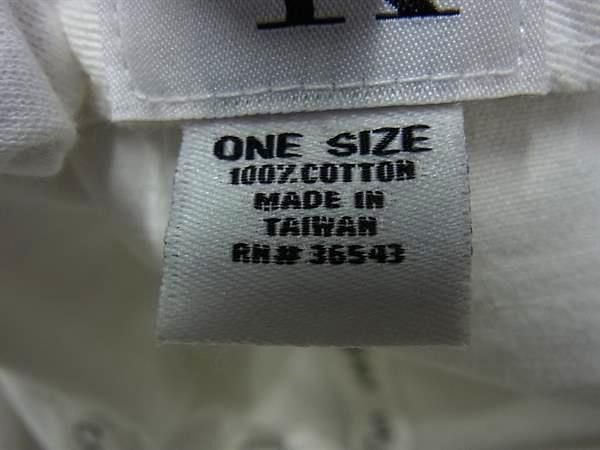 ONE SIZE
100% COTTON
MADE IN
TAIWAN
RN# 36543